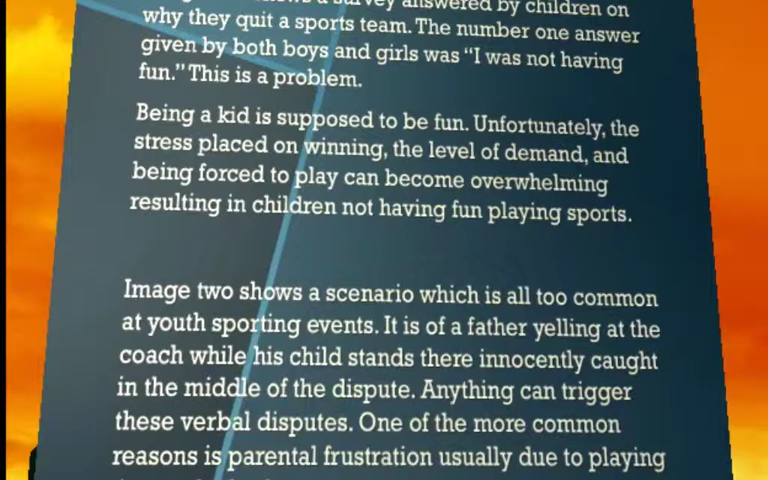 survey answered by children on
why they quit a sports team. The number one answer
given by both boys and girls was “I was not having
fun.” This is a problem.
Being a kid is supposed to be fun. Unfortunately, the
stress placed on winning, the level of demand, and
being forced to play can become overwhelming
resulting in children not having fun playing sports.
Image two shows a scenario which is all too common
at youth sporting events. It is of a father yelling at the
coach while his child stands there innocently caught
in the middle of the dispute. Anything can trigger
these verbal disputes. One of the more common
reasons is parental frustration usually due to playing